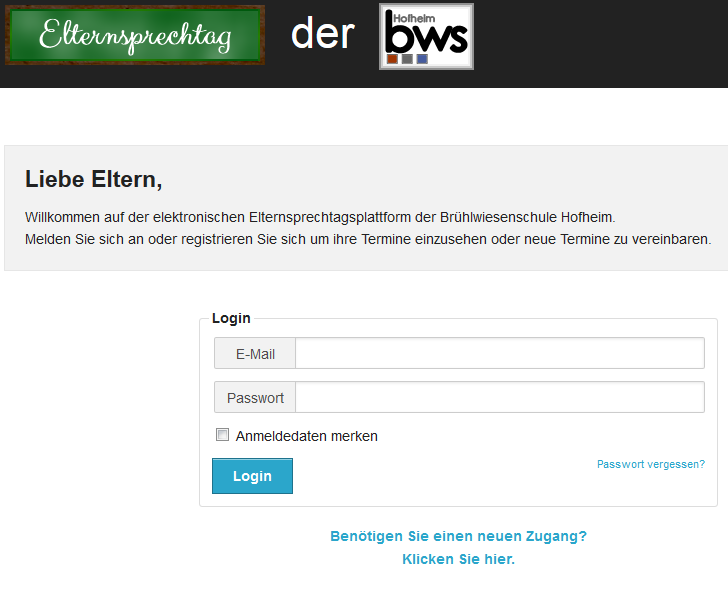 Elternsprechtag der Hofheim bws
Liebe Eltern,
Willkommen auf der elektronischen Elternsprechtagsplattform der Brühlwiesenschule Hofheim.
Melden Sie sich an oder registrieren Sie sich um ihre Termine einzusehen oder neue Termine zu vereinbaren.
Login
E-Mail
Passwort
Anmeldedaten merken
Login Passwort vergessen?
Benötigen Sie einen neuen Zugang?
Klicken Sie hier.